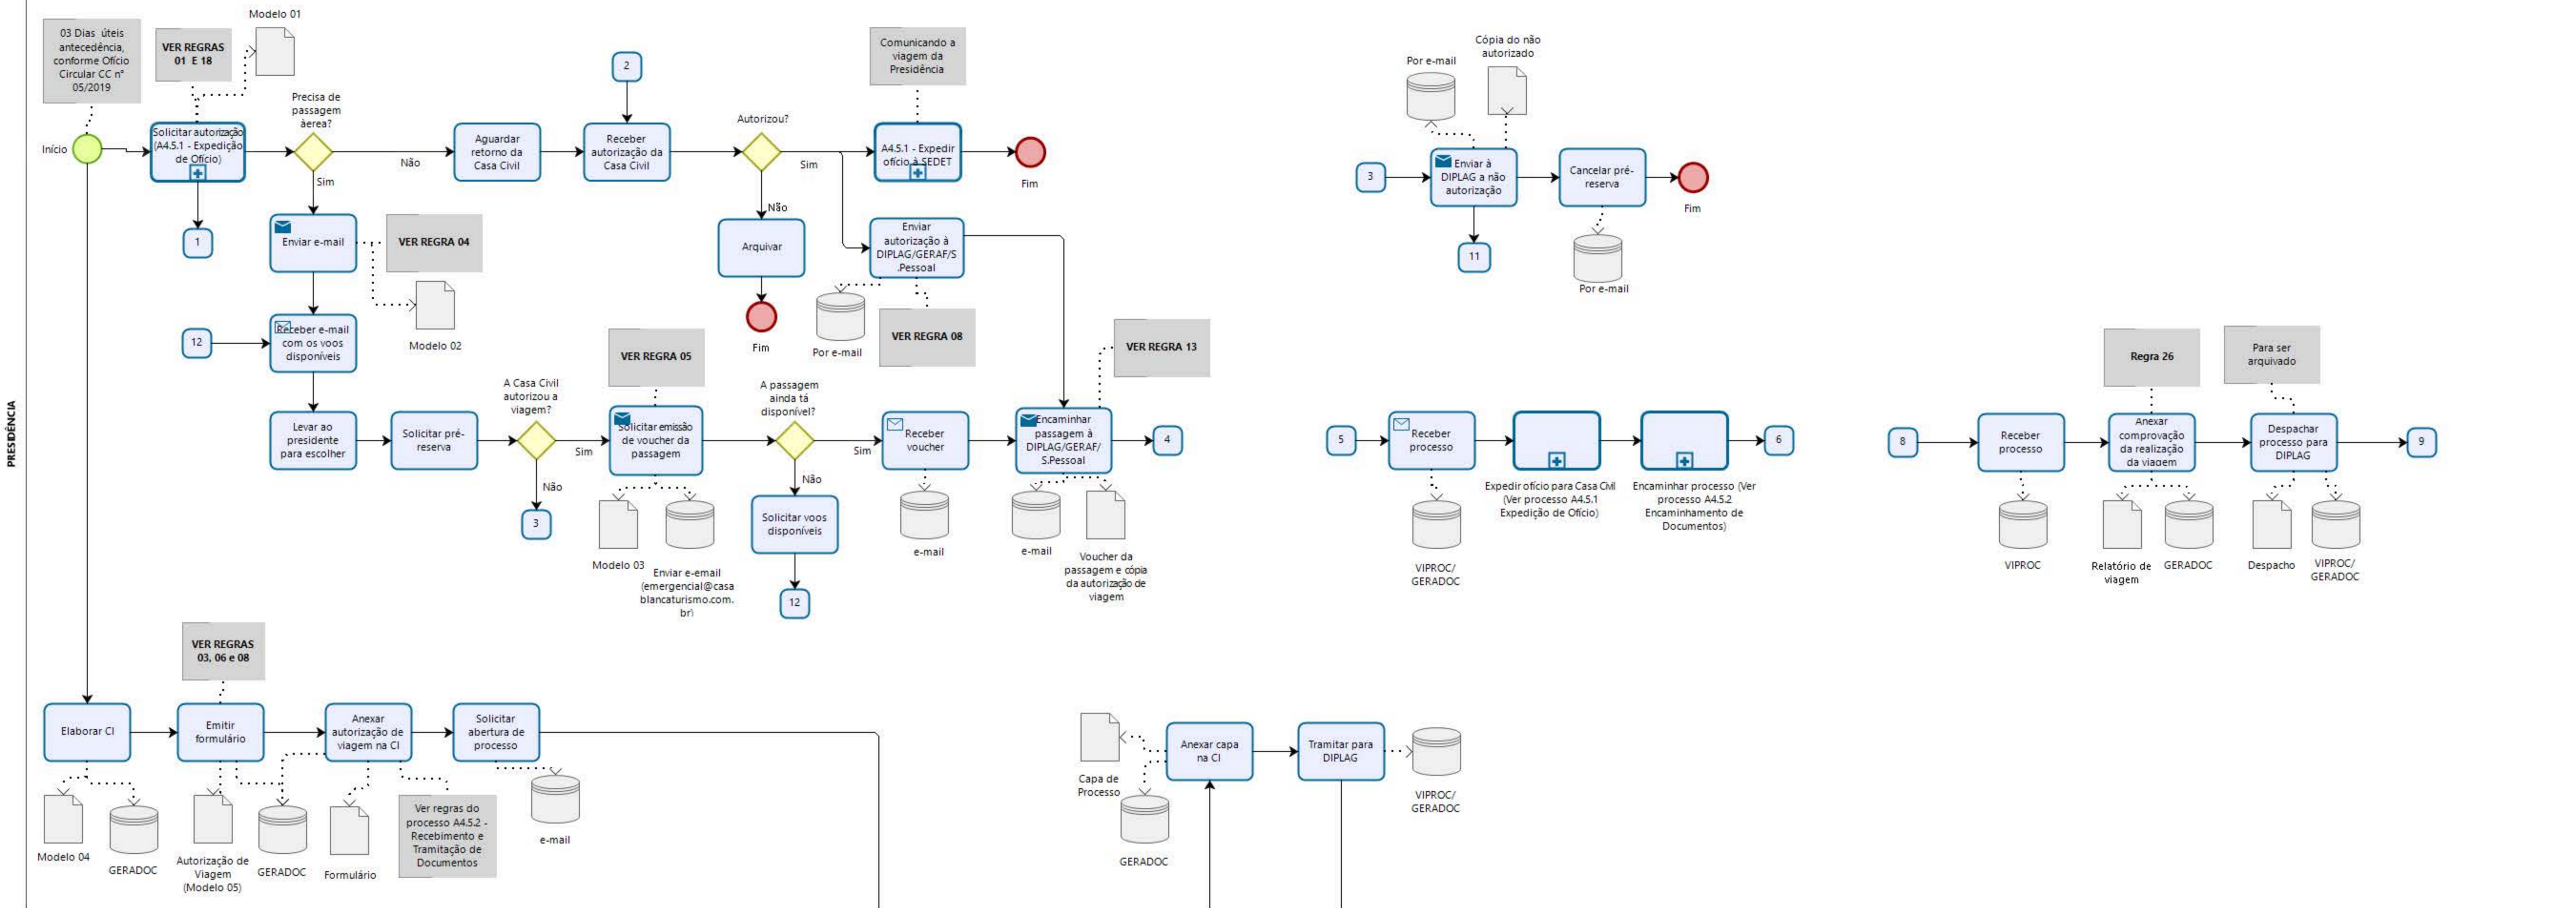 PRESIDÊNCIA
03 Dias úteis
antecedência,
conforme Ofício
Circular CC n°
05/2019
VER REGRAS
01 E 18
Modelo 01
Início
Solicitar autorização
(A4.5.1 - Expedição
de Ofício)
1
Precisa de
passagem
àerea?
Não
Sim
Aguardar
retorno da
Casa Civil
2
Receber
autorização da
Casa Civil
Autorizou?
Sim
Não
Comunicando a
viagem da
Presidência
A4.5.1 - Expedir
ofício à SEDET
Fim
Arquivar
Fim
Enviar
autorização à
DIPLAG/GERAF/S
.Pessoal
Por e-mail
VER REGRA 08
Enviar e-mail
VER REGRA 04
Modelo 02
12
Receber e-mail
com os voos
disponíveis
Levar ao
presidente
para escolher
Solicitar pré-
reserva
A Casa Civil
autorizou a
viagem?
Sim
Não
3
VER REGRA 05
Solicitar emissão
de voucher da
passagem
Modelo 03
Enviar e-email
(emergencial@casa
blancaturismo.com.
br)
A passagem
ainda tá
disponível?
Sim
Não
Solicitar voos
disponíveis
12
Receber
voucher
e-mail
VER REGRA 13
Encaminhar
passagem à
DIPLAG/GERAF/
S.Pessoal
4
e-mail
Voucher da
passagem e cópia
da autorização de
viagem
Por e-mail
Cópia do não
autorizado
3
Enviar à
DIPLAG a não
autorização
11
Cancelar pré-
reserva
Por e-mail
Fim
5
Receber
processo
VIPROC/
GERADOC
Expedir ofício para Casa Civil
(Ver processo A4.5.1
Expedição de Ofício)
Encaminhar processo (Ver
processo A4.5.2
Encaminhamento de
Documentos)
6
8
Receber
processo
VIPROC
Regra 26
Anexar
comprovação
da realização
da viagem
Relatório de
viagem
GERADOC
Para ser
arquivado
Despachar
processo para
DIPLAG
Despacho
VIPROC/
GERADOC
9
VER REGRAS
03, 06 e 08
Elaborar CI
Modelo 04
GERADOC
Emitir
formulário
Autorização de
Viagem
(Modelo 05)
GERADOC
Anexar
autorização de
viagem na CI
Formulário
Ver regras do
processo A4.5.2 -
Recebimento e
Tramitação de
Documentos
Solicitar
abertura de
processo
e-mail
Capa de
Processo
GERADOC
Anexar capa
na CI
Tramitar para
DIPLAG
VIPROC/
GERADOC